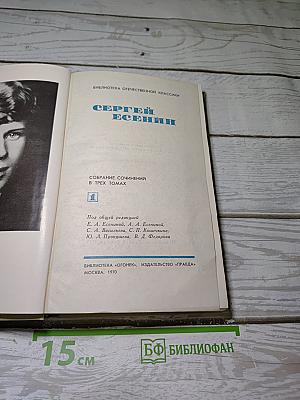 БИБЛИОТЕКА ОТЕЧЕСТВЕННОЙ КЛАССИКИ
СЕРГЕЙ
ЕСЕНИН
СОБРАНИЕ СОЧИНЕНИЙ
В ТРЕХ ТОМАХ
1
Под общей редакцией
Е. А. Есениной, А. А. Есениной,
С. А. Васильева, С. П. Кошечкина,
Ю. Л. Прокушева, В. Д. Федорова
БИБЛИОТЕКА «ОГОНЕК». ИЗДАТЕЛЬСТВО «ПРАВДА»
МОСКВА. 1970
15 СМ
БФ БИБЛИОФАН